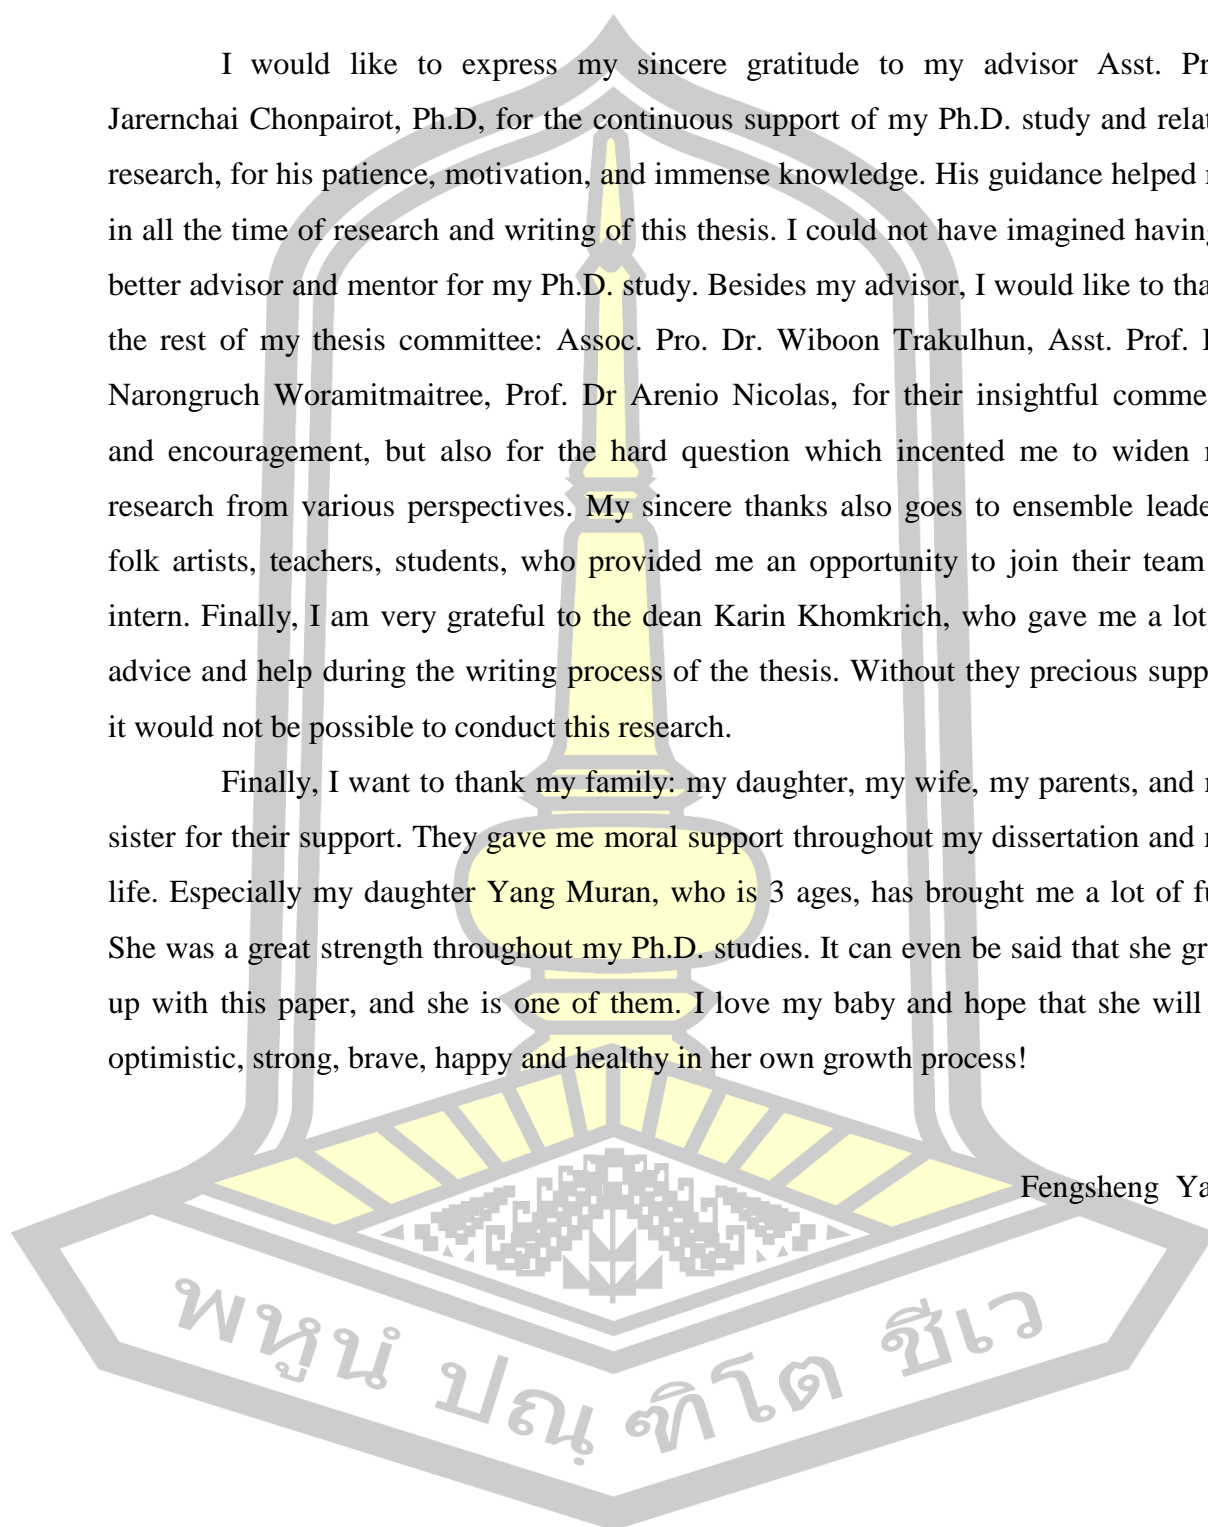 I would like to express my sincere gratitude to my advisor Asst. Pr
Jarernchai Chonpairot, Ph.D, for the continuous support of my Ph.D. study and relat
research, for his patience, motivation, and immense knowledge. His guidance helped
in all the time of research and writing of this thesis. I could not have imagined having
better advisor and mentor for my Ph.D. study. Besides my advisor, I would like to tha
the rest of my thesis committee: Assoc. Pro. Dr. Wiboon Trakulhun, Asst. Prof.
Narongruch Woramitmaitree, Prof. Dr Arenio Nicolas, for their insightful comme
and encouragement, but also for the hard question which incented me to widen
research from various perspectives. My sincere thanks also goes to ensemble leade
folk artists, teachers, students, who provided me an opportunity to join their team
intern. Finally, I am very grateful to the dean Karin Khomkrich, who gave me a lot
advice and help during the writing process of the thesis. Without they precious supp
it would not be possible to conduct this research.
Finally, I want to thank my family: my daughter, my wife, my parents, and
sister for their support. They gave me moral support throughout my dissertation and
life. Especially my daughter Yang Muran, who is 3 ages, has brought me a lot of fu
She was a great strength throughout my Ph.D. studies. It can even be said that she gr
up with this paper, and she is one of them. I love my baby and hope that she will
optimistic, strong, brave, happy and healthy in her own growth process!
Fengsheng Ya
พหูนํ ปณฺฑิโต ชีเว